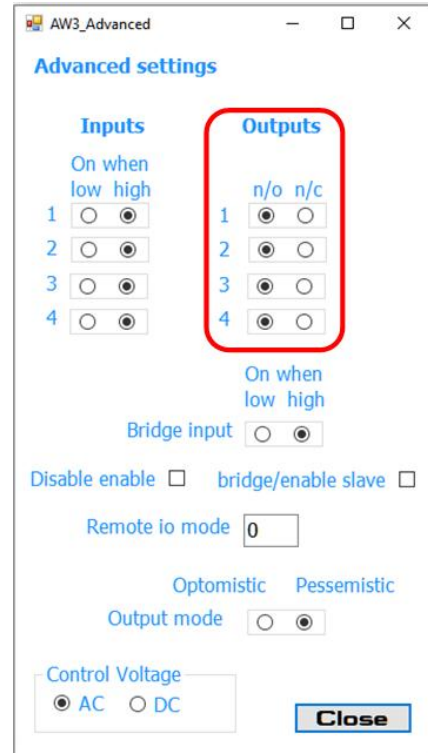 AW3_Advanced
Advanced settings
Inputs
On when
low high
1
2
3
4
Outputs
n/o n/c
1
2
3
4
On when
low high
Bridge input
Disable enable
bridge/enable slave
Remote io mode 0
Optomistic Pessemistic
Output mode
Control Voltage
AC DC
Close